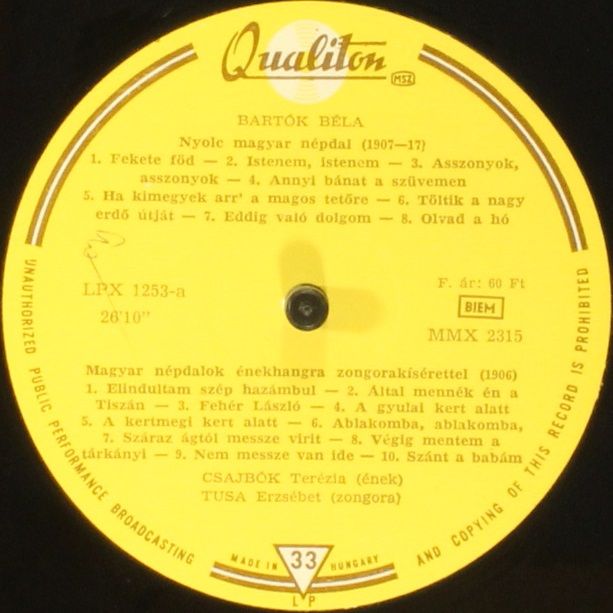 Qualiton
MSZ
BARTÓK BÉLA
Nyolc magyar népdal (1907—17)
1. Fekete föd — 2. Istenem, istenem — 3. Asszonyok,
asszonyok — 4. Annyi bánat a szüvemen
5. Ha kimegyek arr' a magos tetőre — 6. Töltik a nagy
erdő útját — 7. Eddig való dolgom — 8. Olvad a hó
LPX 1253-a
26'10"
F. ár: 60 Ft
BIEM
MMX 2315
Magyar népdalok énekhangra zongorakísérettel (1906)
1. Elindultam szép hazámbul — 2. Által mennék én a
Tiszán — 3. Fehér László — 4. A gyulai kert alatt
5. A kertmegi kert alatt — 6. Ablakomba, ablakomba,
7. Száraz ágtól messze virit — 8. Végig mentem a
tárkányi — 9. Nem messze van ide — 10. Szánt a babám
CSAJBÓK Terézia (ének)
TUSA Erzsébet (zongora)
UNAUTHORIZED PUBLIC PERFORMANCE BROADCASTING
AND COPYING OF THIS RECORD IS PROHIBITED
MADE IN HUNGARY
33
LP